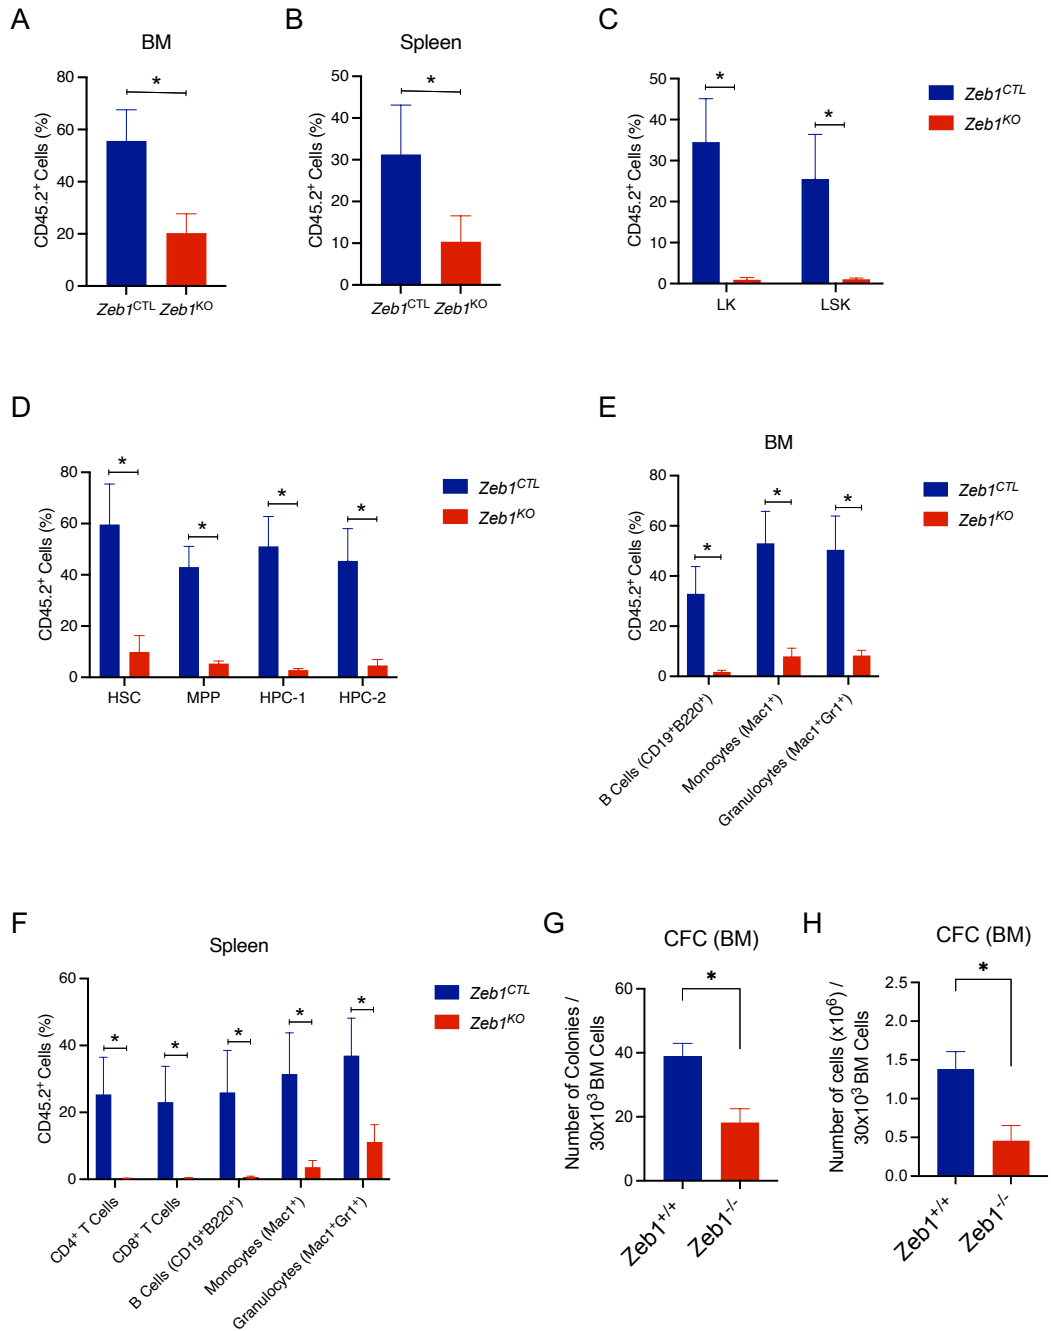 A
BM
CD45.2+ Cells (%)
80
60
40
20
0
*
Zeb1CTL Zeb1KO
B
Spleen
CD45.2+ Cells (%)
50
40
30
20
10
0
*
Zeb1CTL Zeb1KO
C
CD45.2+ Cells (%)
50
40
30
20
10
0
*
*
LK LSK
Zeb1CTL
Zeb1KO
D
CD45.2+ Cells (%)
80
60
40
20
0
*
*
*
*
HSC MPP HPC-1 HPC-2
Zeb1CTL
Zeb1KO
E
BM
CD45.2+ Cells (%)
80
60
40
20
0
*
*
*
B Cells (CD19+B220+)
Monocytes (Mac1+)
Granulocytes (Mac1+Gr1+)
Zeb1CTL
Zeb1KO
F
Spleen
CD45.2+ Cells (%)
60
40
20
0
*
*
*
*
*
CD4+ T Cells
CD8+ T Cells
B Cells (CD19+B220+)
Monocytes (Mac1+)
Granulocytes (Mac1+Gr1+)
Zeb1CTL
Zeb1KO
G
CFC (BM)
Number of Colonies /
30x10³ BM Cells
60
40
20
0
*
Zeb1+/+
Zeb1-/-
H
CFC (BM)
Number of cells (x10⁶) /
30x10³ BM Cells
2.5
2.0
1.5
1.0
0.5
0.0
*
Zeb1+/+
Zeb1-/-